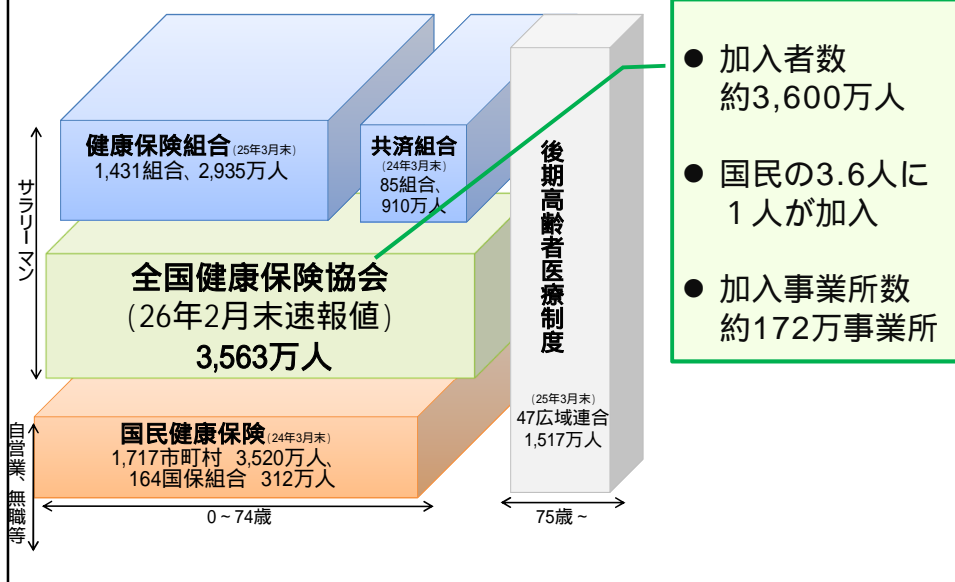 サラリーマン
健康保険組合(25年3月末)
1,431組合、2,935万人
共済組合
(24年3月末)
85組合、
910万人
全国健康保険協会
(26年2月末速報値)
3,563万人
自営業、無職等
国民健康保険(24年3月末)
1,717市町村 3,520万人、
164国保組合 312万人
0~74歳
後期高齢者医療制度
(25年3月末)
47広域連合
1,517万人
75歳~
● 加入者数
約3,600万人
● 国民の3.6人に
1人が加入
● 加入事業所数
約172万事業所